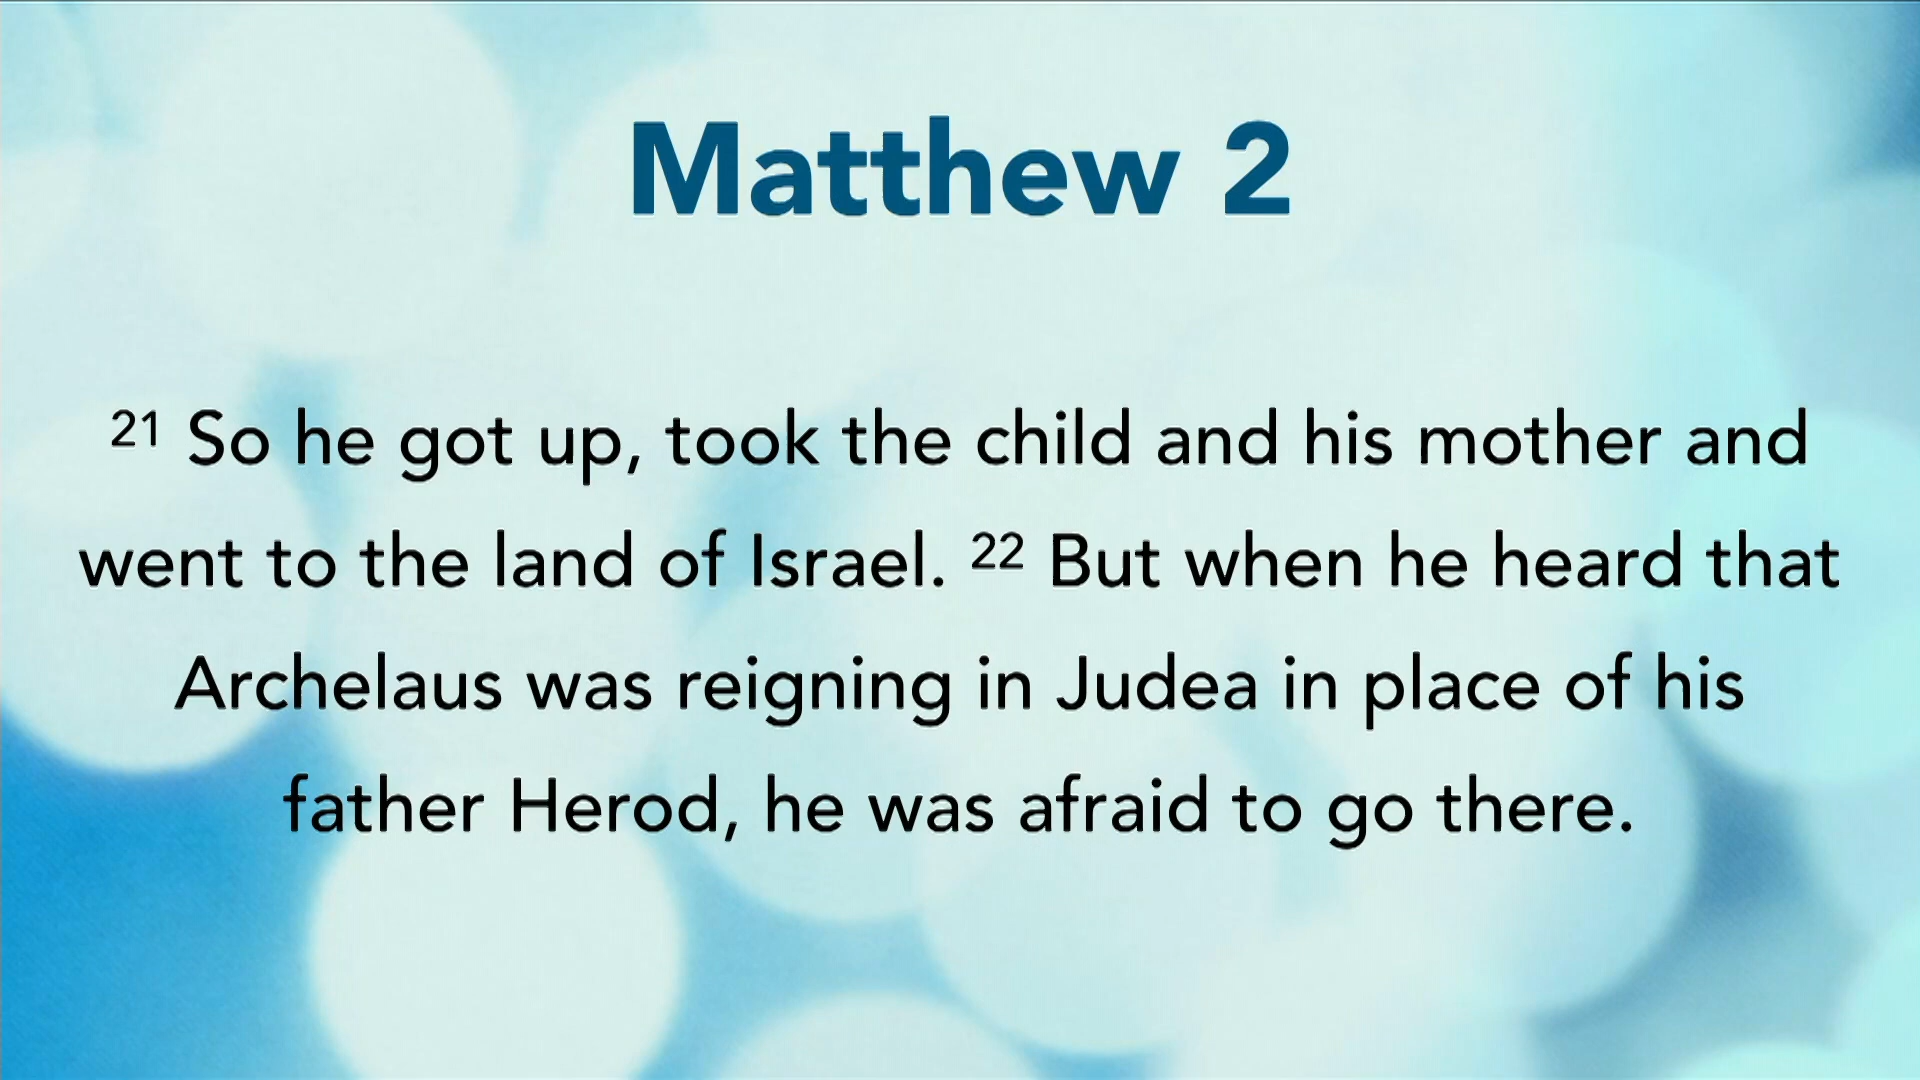 Matthew 2
21 So he got up, took the child and his mother and
went to the land of Israel. 22 But when he heard that
Archelaus was reigning in Judea in place of his
father Herod, he was afraid to go there.